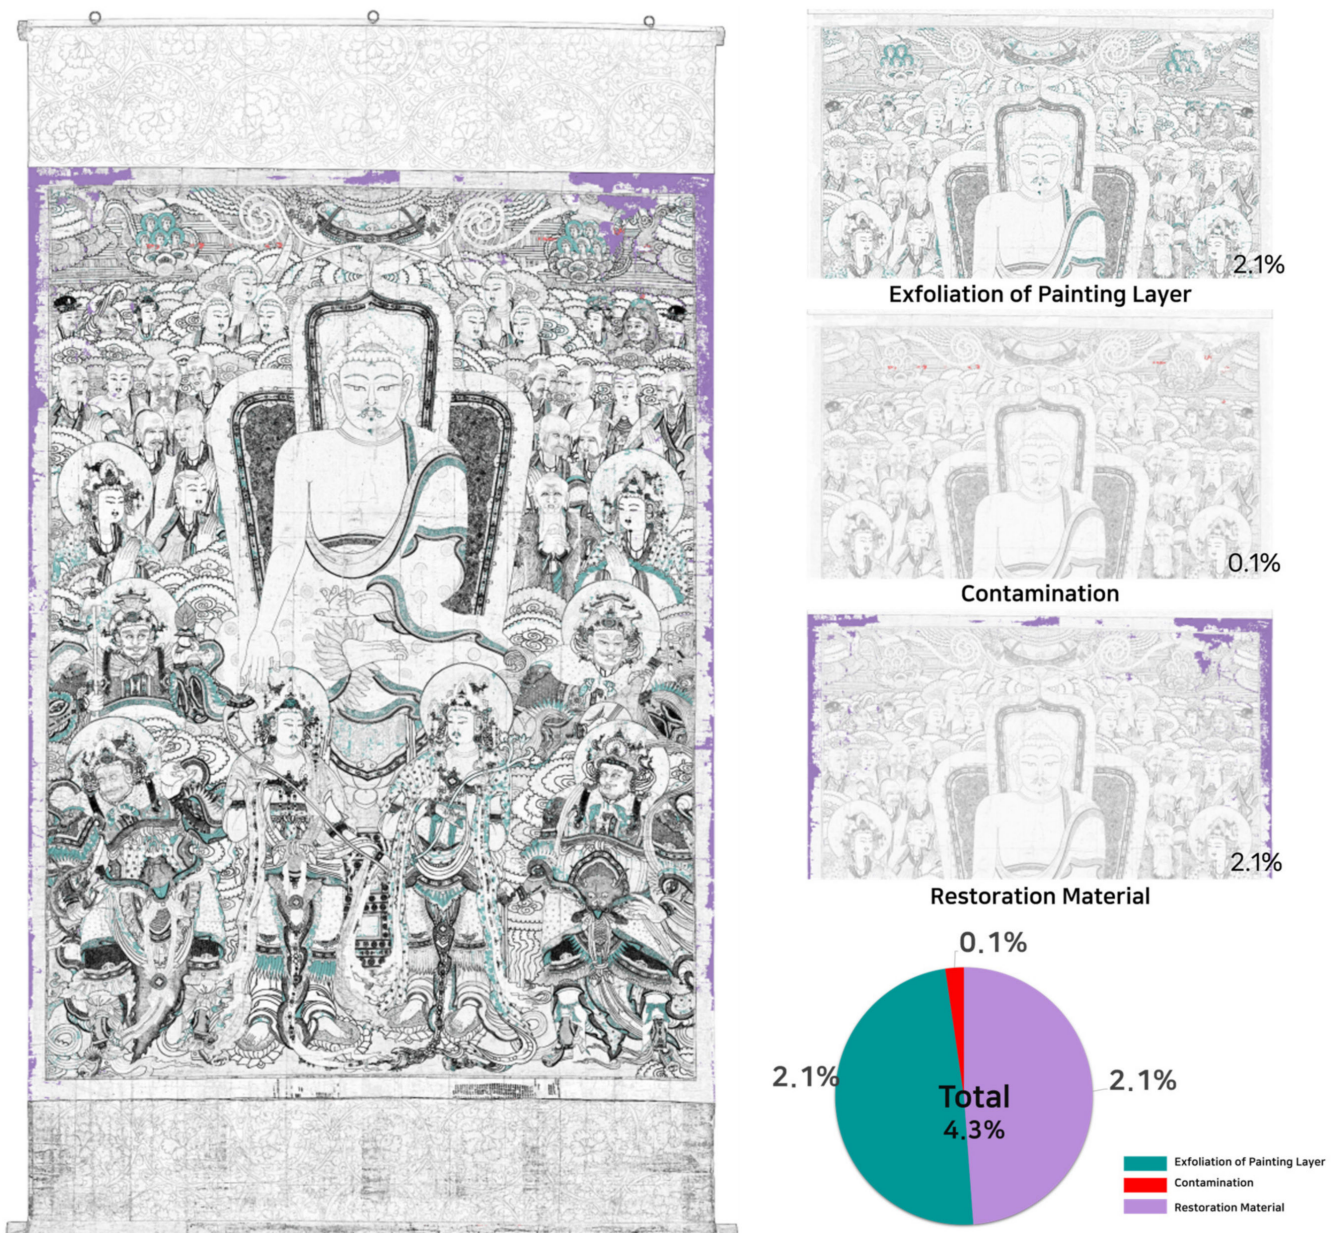 2.1%
Exfoliation of Painting Layer
0.1%
Contamination
2.1%
Restoration Material
0.1%
2.1%
2.1%
Total
4.3%
Exfoliation of Painting Layer
Contamination
Restoration Material